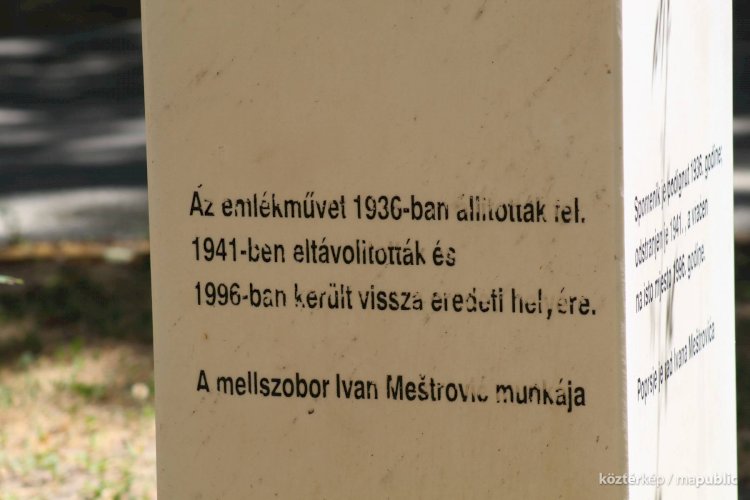 Az emlékművet 1936-ban állították fel.
1941-ben eltávolították és
1996-ban került vissza eredeti helyére.
A mellszobor Ivan Meštrović munkája
Spomenik je podignut 1936. godine,
odstranjen je 1941., a vraćen
na isto mjesto 1996. godine.
Poprsje je rad Ivana Meštrovića
köztérkép / mapublic